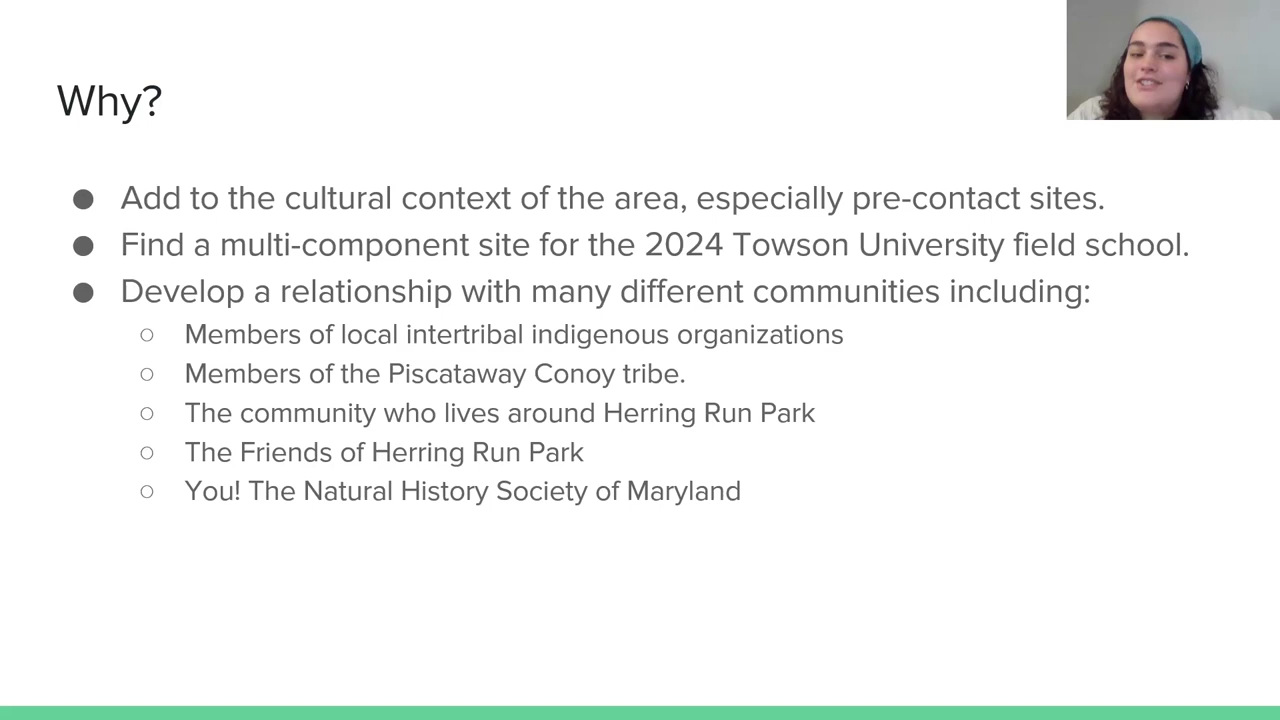 Why?
● Add to the cultural context of the area, especially pre-contact sites.
● Find a multi-component site for the 2024 Towson University field school.
● Develop a relationship with many different communities including:
○ Members of local intertribal indigenous organizations
○ Members of the Piscataway Conoy tribe.
○ The community who lives around Herring Run Park
○ The Friends of Herring Run Park
○ You! The Natural History Society of Maryland